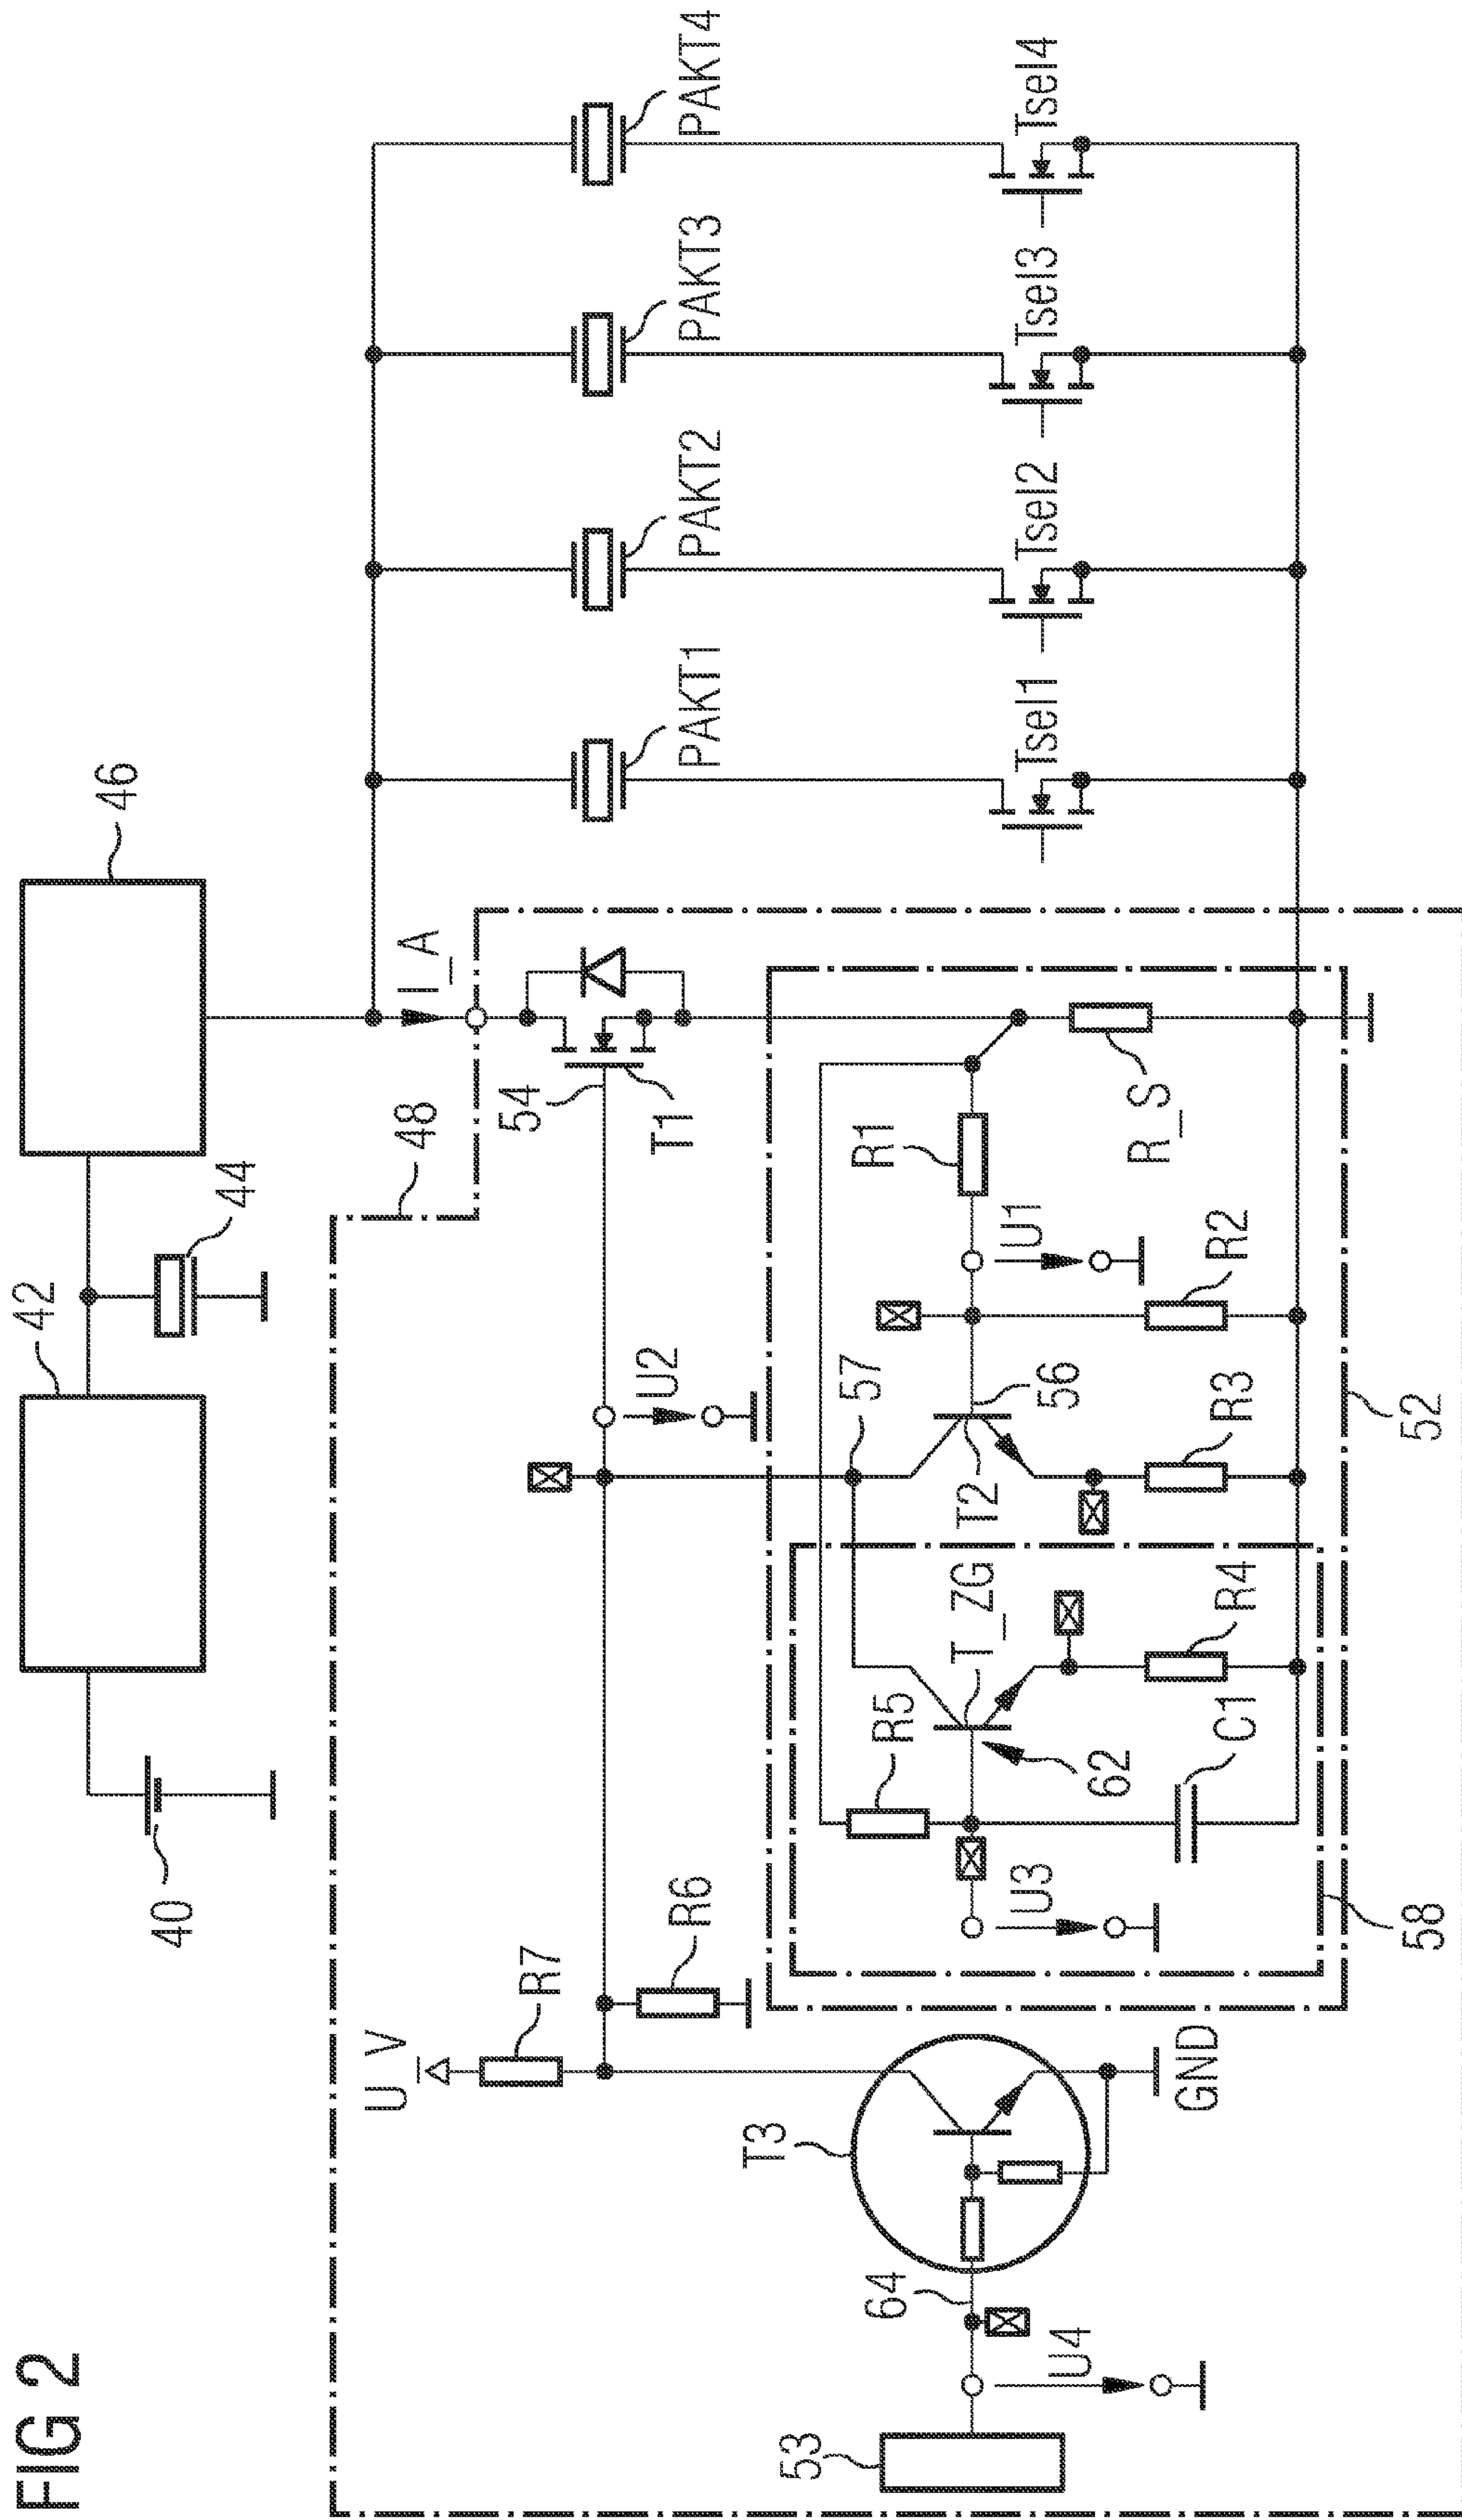 FIG 2
40
42
44
46
48
I_A
PAKT1
PAKT2
PAKT3
PAKT4
Tsel1
Tsel2
Tsel3
Tsel4
U_V
R7
R6
U2
54
T1
T3
64
53
U4
GND
57
R5
T_ZG
62
U3
C1
R4
T2
56
R3
R1
U1
R2
R_S
58
52